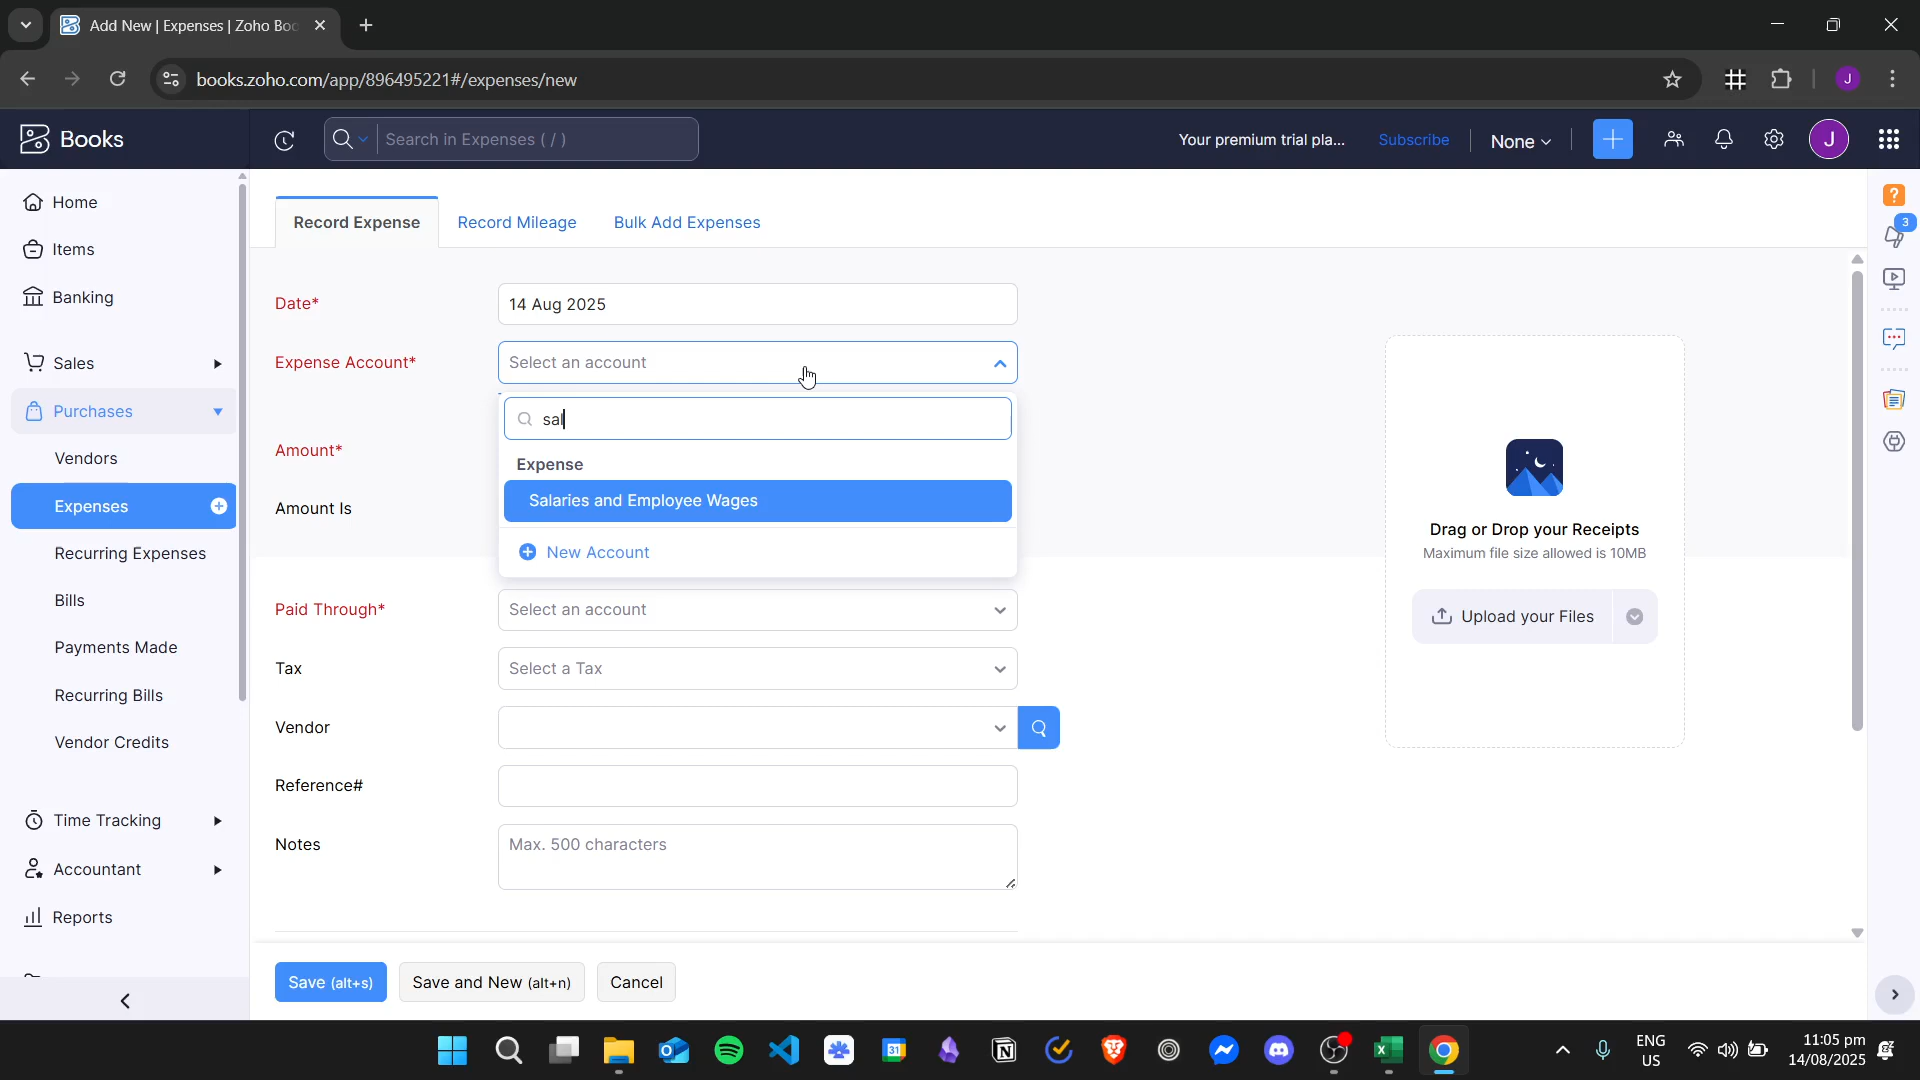 Add New | Expenses | Zoho Boo
books.zoho.com/app/896495221#/expenses/new
J
Books
Search in Expenses ( / )
Your premium trial pla...
Subscribe
None
J
Home
Items
Banking
Sales
Purchases
Vendors
Expenses
Recurring Expenses
Bills
Payments Made
Recurring Bills
Vendor Credits
Time Tracking
Accountant
Reports
Record Expense
Record Mileage
Bulk Add Expenses
Date*
14 Aug 2025
Expense Account*
Select an account
sal
Expense
Salaries and Employee Wages
New Account
Amount*
Amount Is
Paid Through*
Select an account
Tax
Select a Tax
Vendor
Reference#
Notes
Max. 500 characters
Drag or Drop your Receipts
Maximum file size allowed is 10MB
Upload your Files
?
3
Save (alt+s)
Save and New (alt+n)
Cancel
31
ENG
US
11:05 pm
14/08/2025